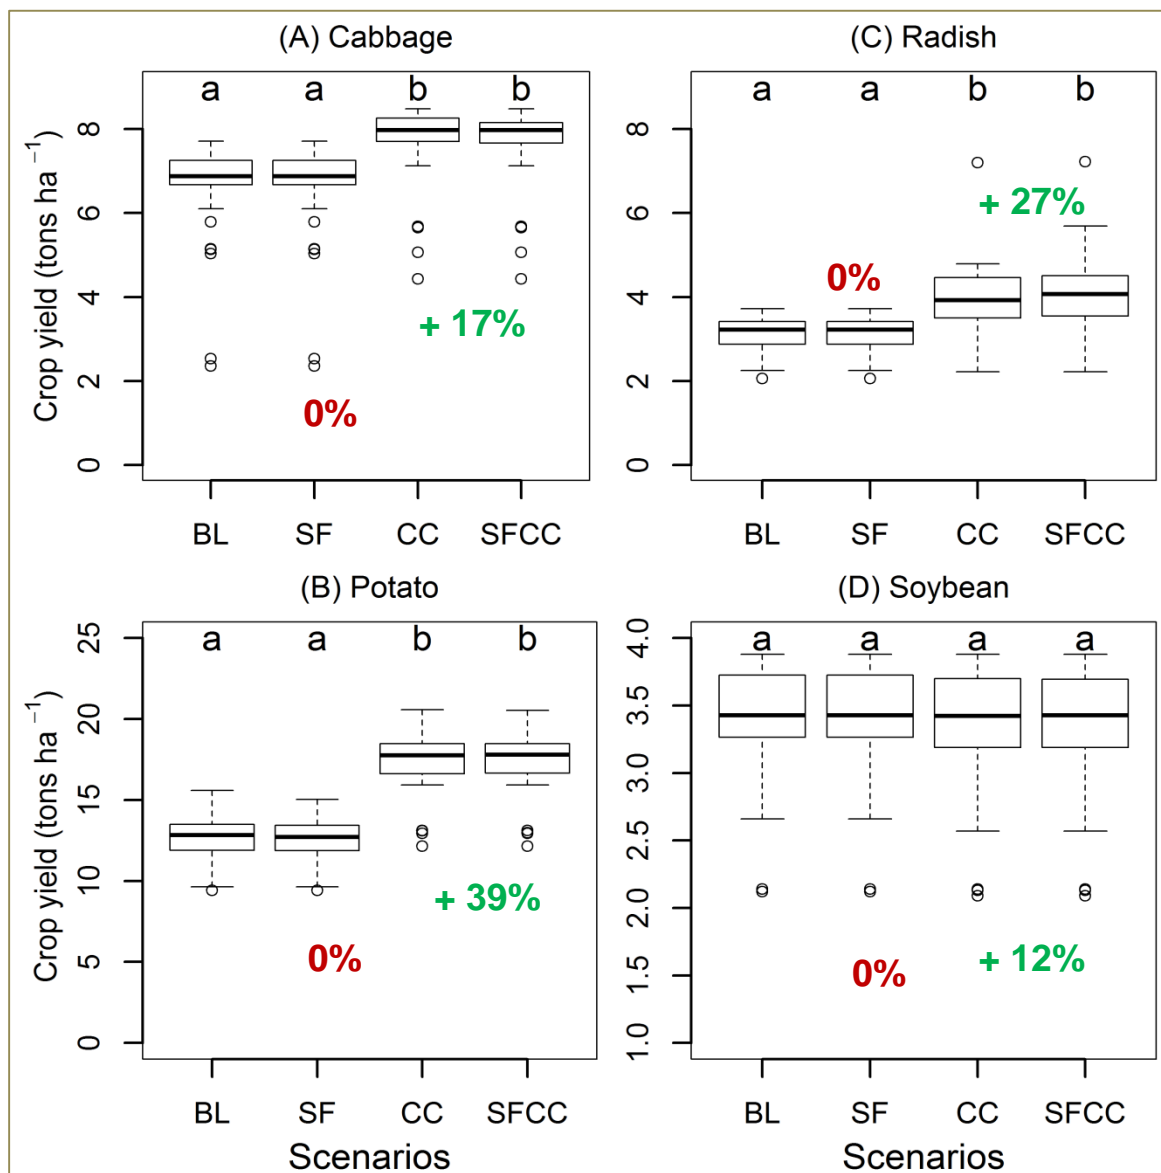 (A) Cabbage
a a b b
Crop yield (tons ha ⁻¹)
8
6
4
2
0
+ 17%
0%
BL SF CC SFCC
(C) Radish
a a b b
8
6
4
2
0
+ 27%
0%
BL SF CC SFCC
(B) Potato
a a b b
Crop yield (tons ha ⁻¹)
25
20
15
10
5
0
+ 39%
0%
BL SF CC SFCC
Scenarios
(D) Soybean
a a a a
4.0
3.5
3.0
2.5
2.0
1.5
1.0
+ 12%
0%
BL SF CC SFCC
Scenarios